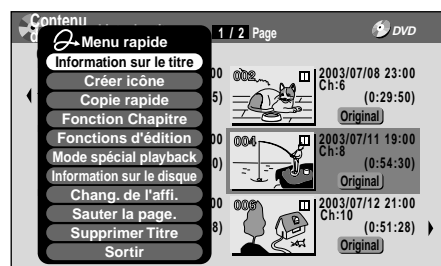 Contenu
1 / 2 Page
DVD
Menu rapide
Information sur le titre
Créer icône
Copie rapide
Fonction Chapitre
Fonctions d'édition
Mode spécial playback
Information sur le disque
Chang. de l'affi.
Sauter la page.
Supprimer Titre
Sortir
00
5)
002
2003/07/08 23:00
Ch:6
(0:29:50)
Original
00
0)
004
2003/07/11 19:00
Ch:8
(0:54:30)
Original
00
8)
006
2003/07/12 21:00
Ch:10
(0:51:28)
Original